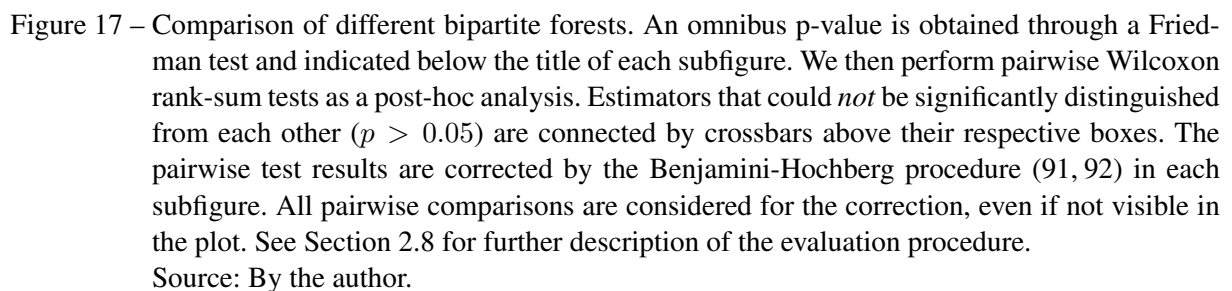 Figure 17 – Comparison of different bipartite forests. An omnibus p-value is obtained through a Fried-
man test and indicated below the title of each subfigure. We then perform pairwise Wilcoxon
rank-sum tests as a post-hoc analysis. Estimators that could not be significantly distinguished
from each other (p > 0.05) are connected by crossbars above their respective boxes. The
pairwise test results are corrected by the Benjamini-Hochberg procedure (91, 92) in each
subfigure. All pairwise comparisons are considered for the correction, even if not visible in
the plot. See Section 2.8 for further description of the evaluation procedure.
Source: By the author.